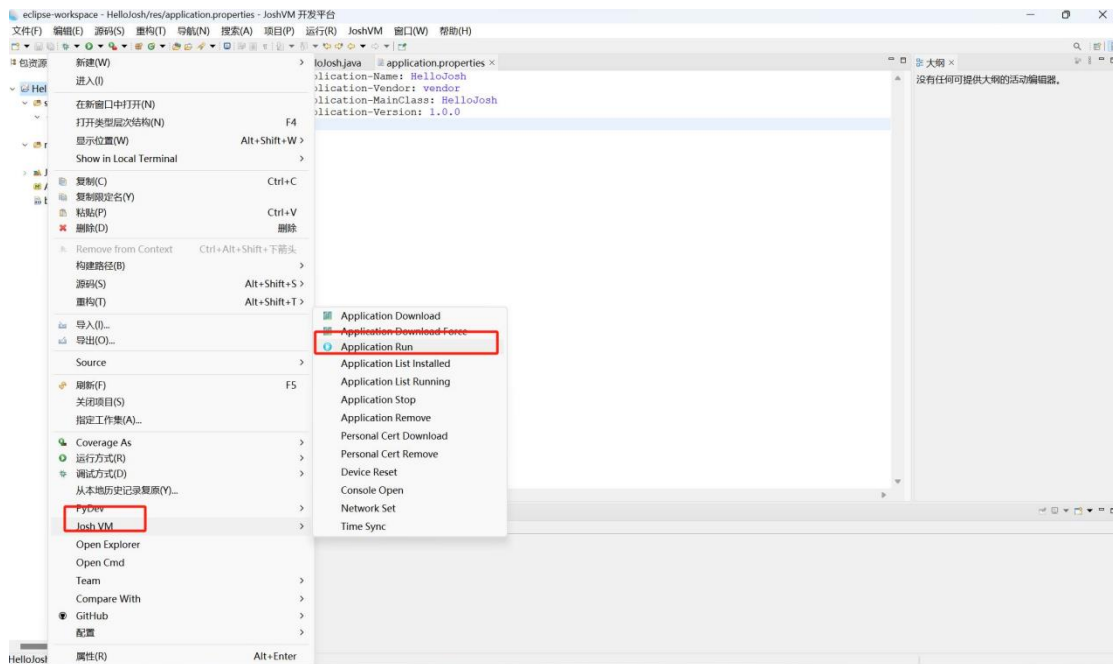 eclipse-workspace - HelloJosh/res/application.properties - JoshVM 开发平台
文件(F) 编辑(E) 源码(S) 重构(T) 导航(N) 搜索(A) 项目(P) 运行(R) JoshVM 窗口(W) 帮助(H)
包资源
loJosh.java application.properties
大纲
没有任何可提供大纲的活动编辑器。
Hel
plication-Name: HelloJosh
plication-Vendor: vendor
plication-MainClass: HelloJosh
plication-Version: 1.0.0
新建(W)
进入(I)
在新窗口中打开(N)
打开类型层次结构(N) F4
显示位置(W) Alt+Shift+W
Show in Local Terminal
复制(C) Ctrl+C
复制限定名(Y)
粘贴(P) Ctrl+V
删除(D) 删除
Remove from Context Ctrl+Alt+Shift+下箭头
构建路径(B)
源码(S) Alt+Shift+S
重构(T) Alt+Shift+T
导入(I)...
导出(O)...
Source
刷新(F) F5
关闭项目(S)
指定工作集(A)...
Coverage As
运行方式(R)
调试方式(D)
从本地历史记录复原(Y)...
PyDev
Josh VM
Open Explorer
Open Cmd
Team
Compare With
GitHub
配置
属性(R) Alt+Enter
Application Download
Application Download Force
Application Run
Application List Installed
Application List Running
Application Stop
Application Remove
Personal Cert Download
Personal Cert Remove
Device Reset
Console Open
Network Set
Time Sync
HelloJosh